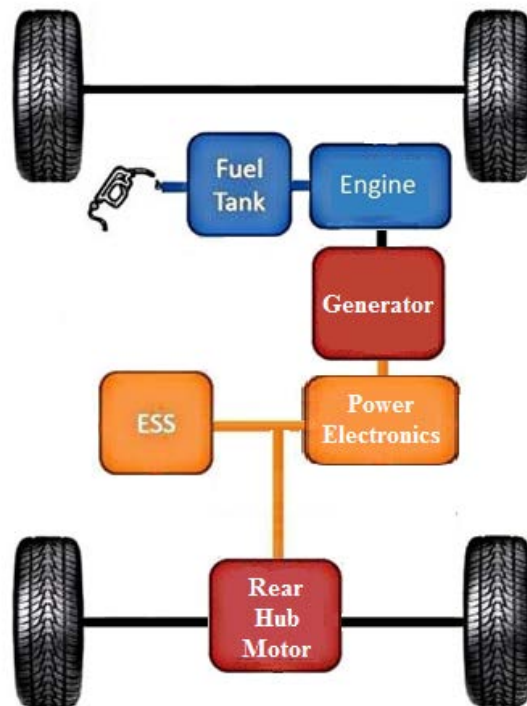 Fuel
Tank
Engine
Generator
ESS
Power
Electronics
Rear
Hub
Motor